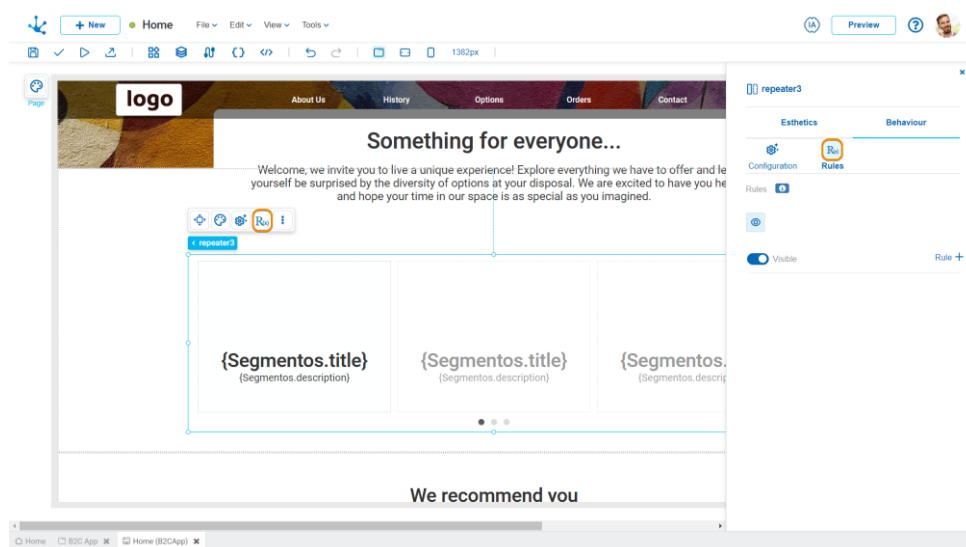 + New
Home
File
Edit
View
Tools
IA
Preview
?
1382px
Page
logo
About Us
History
Options
Orders
Contact
Something for everyone...
Welcome, we invite you to live a unique experience! Explore everything we have to offer and le
yourself be surprised by the diversity of options at your disposal. We are excited to have you he
and hope your time in our space is as special as you imagined.
R(x)
repeater3
{Segmentos.title}
{Segmentos.description}
{Segmentos.title}
{Segmentos.description}
{Segmentos.
{Segmentos.descrip
We recommend you
repeater3
Esthetics
Behaviour
R(x)
Configuration
Rules
Rules
Visible
Rule +
Home
B2C App
Home (B2CApp)